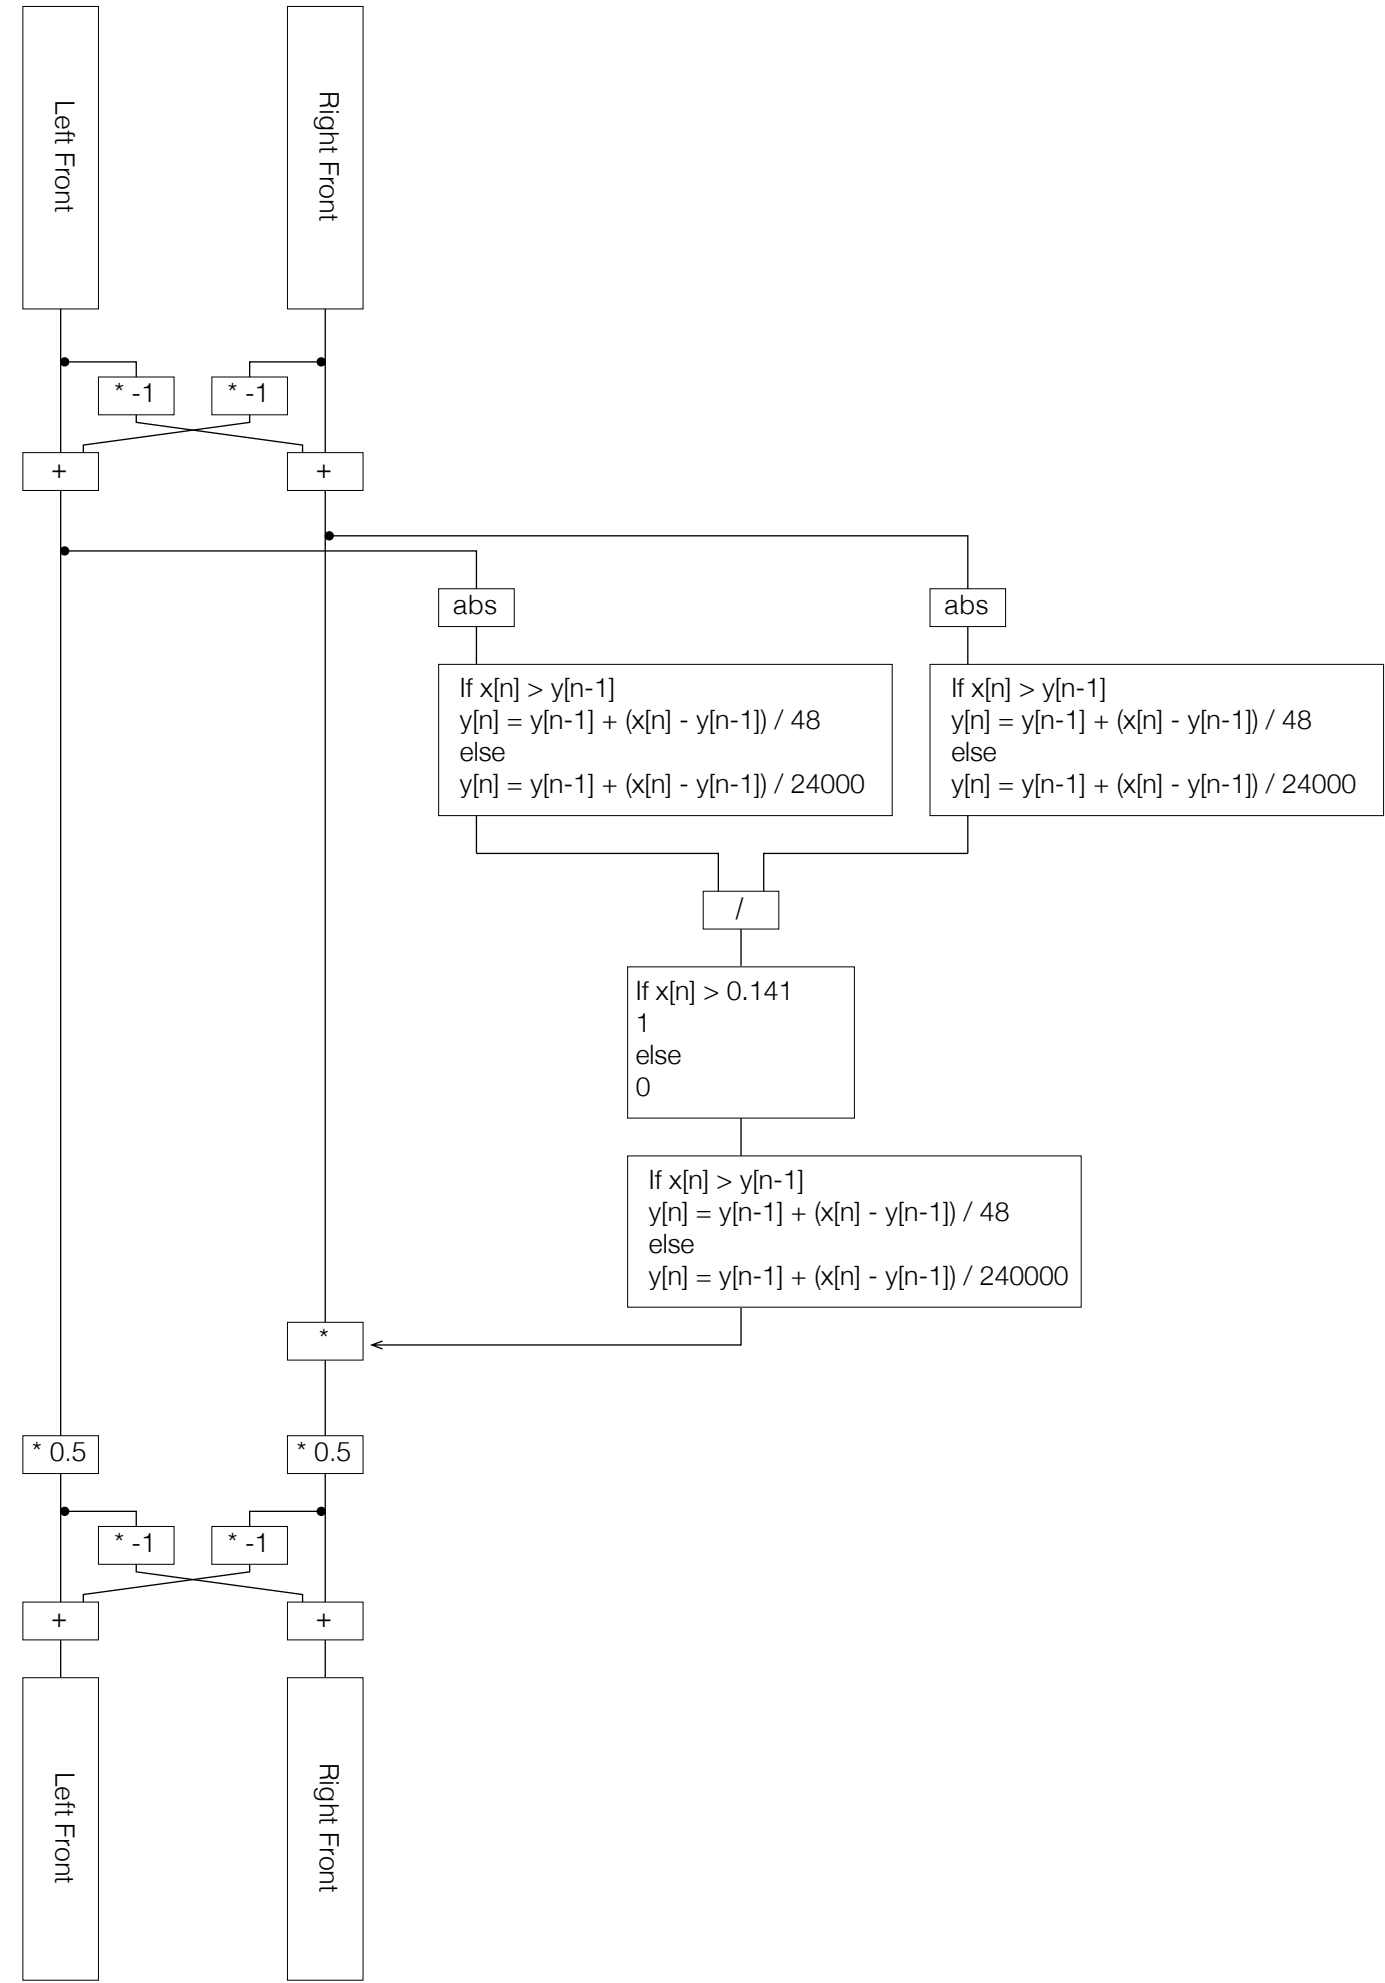 Left Front
Right Front
* -1
* -1
+
+
abs
abs
If x[n] > y[n-1]
y[n] = y[n-1] + (x[n] - y[n-1]) / 48
else
y[n] = y[n-1] + (x[n] - y[n-1]) / 24000
If x[n] > y[n-1]
y[n] = y[n-1] + (x[n] - y[n-1]) / 48
else
y[n] = y[n-1] + (x[n] - y[n-1]) / 24000
/
If x[n] > 0.141
1
else
0
If x[n] > y[n-1]
y[n] = y[n-1] + (x[n] - y[n-1]) / 48
else
y[n] = y[n-1] + (x[n] - y[n-1]) / 240000
*
* 0.5
* 0.5
* -1
* -1
+
+
Left Front
Right Front